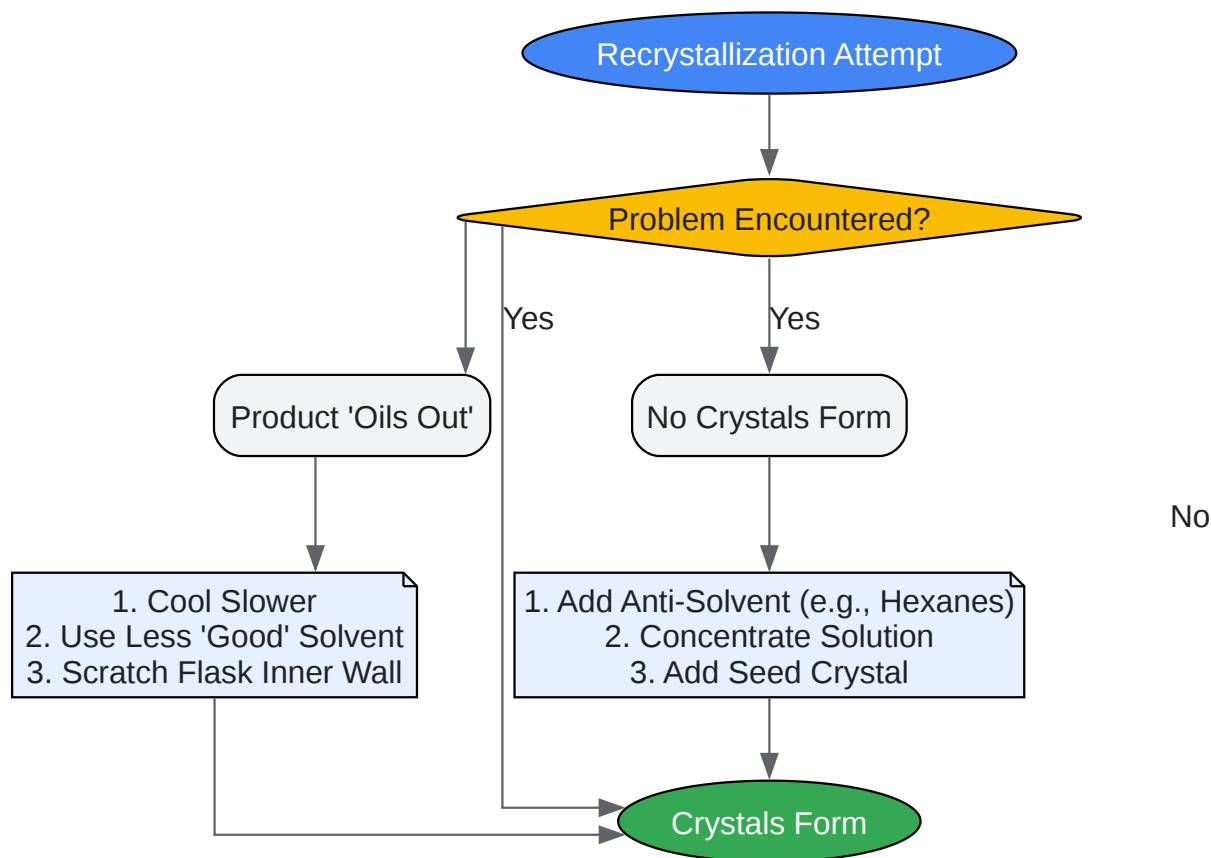 Recrystallization Attempt
Problem Encountered?
Yes
Yes
Product 'Oils Out'
No Crystals Form
No
1. Cool Slower
2. Use Less 'Good' Solvent
3. Scratch Flask Inner Wall
1. Add Anti-Solvent (e.g., Hexanes)
2. Concentrate Solution
3. Add Seed Crystal
Crystals Form